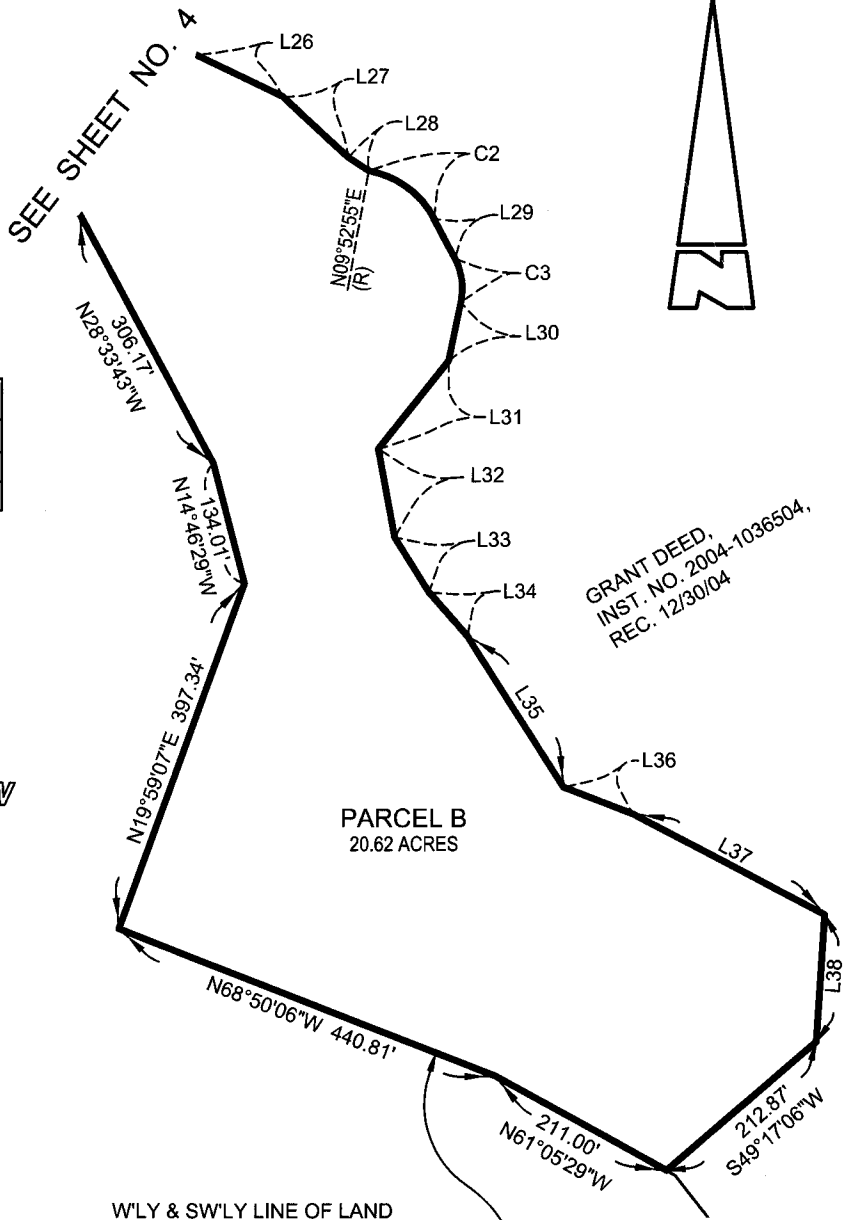 SEE SHEET NO. 4
L26
L27
L28
C2
N09°52'55"E
(R)
L29
C3
L30
L31
L32
L33
L34
L35
L36
L37
L38
N
306.17'
N28°33'43"W
134.01'
N14°46'29"W
N19°59'07"E 397.34'
GRANT DEED,
INST. NO. 2004-1036504,
REC. 12/30/04
PARCEL B
20.62 ACRES
N68°50'06"W 440.81'
211.00'
N61°05'29"W
212.87'
S49°17'06"W
W'LY & SW'LY LINE OF LAND